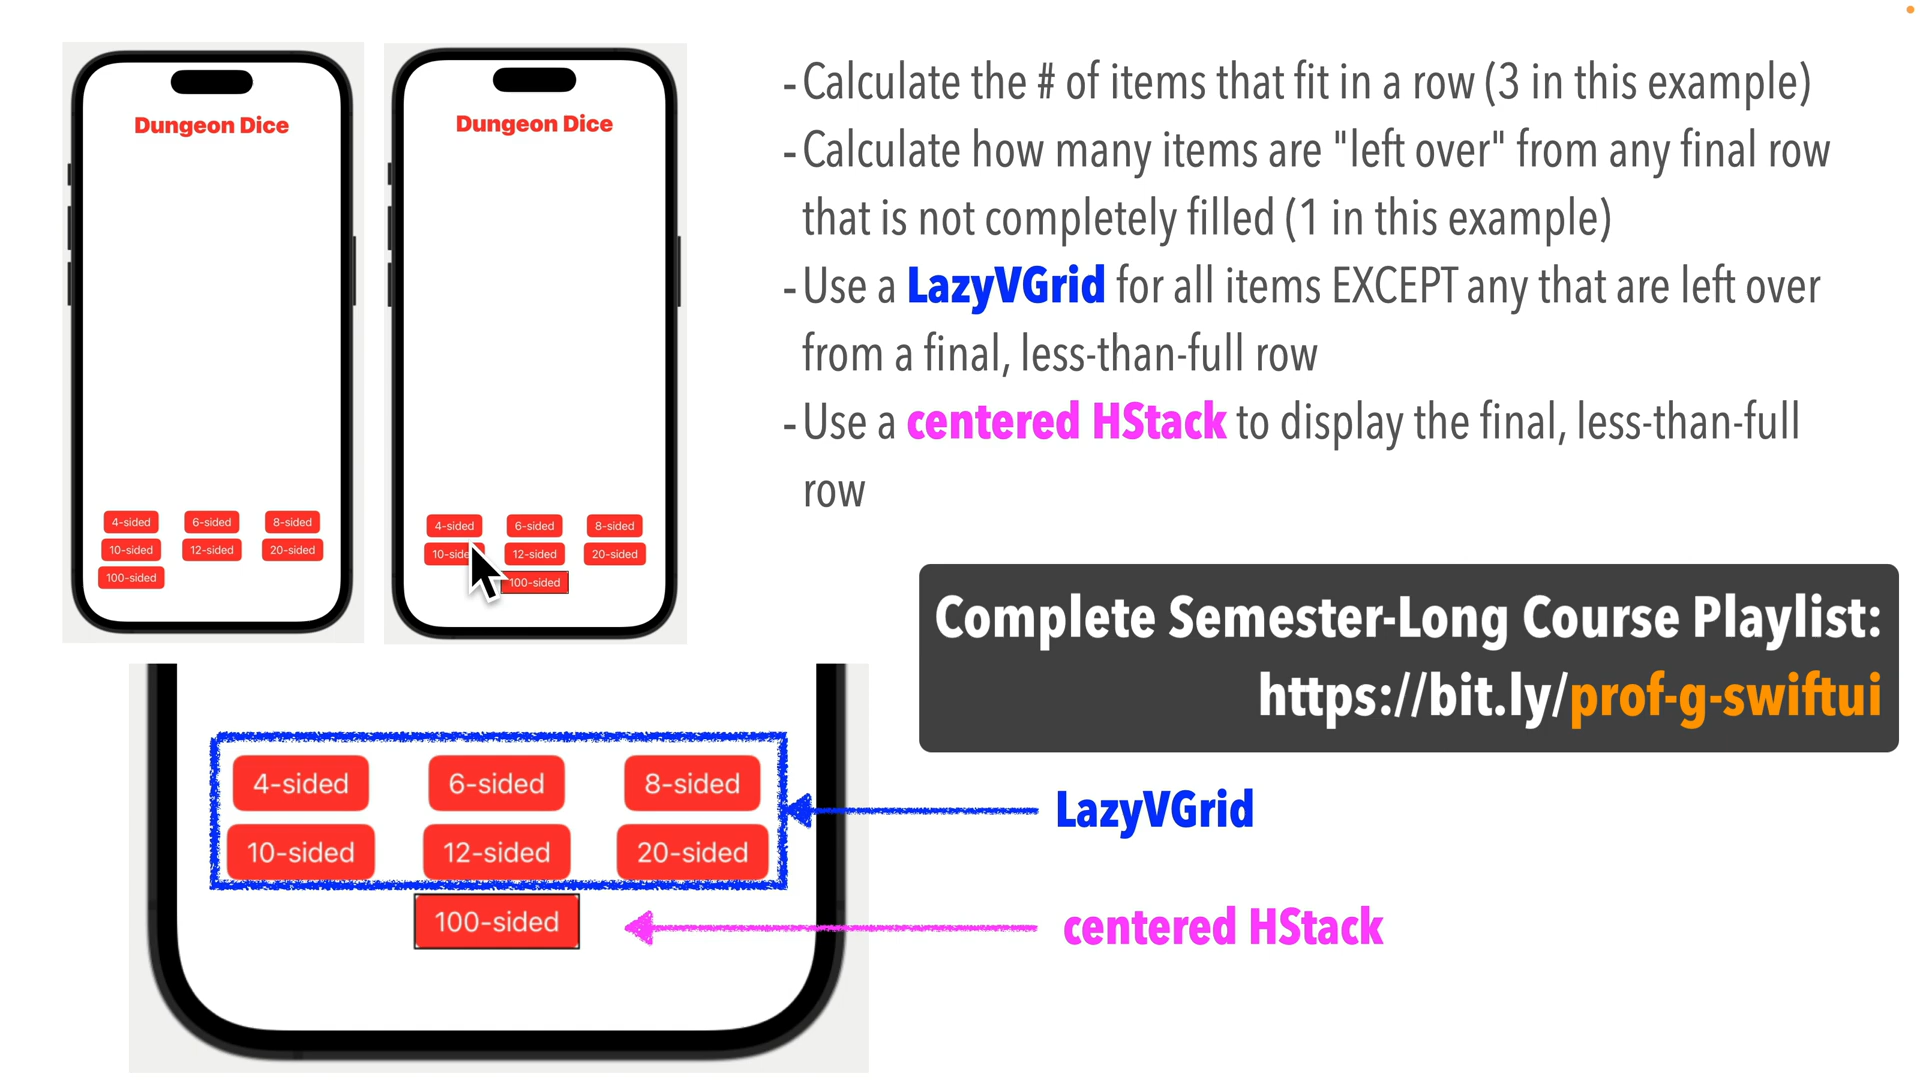 Dungeon Dice
4-sided 6-sided 8-sided
10-sided 12-sided 20-sided
100-sided
Dungeon Dice
4-sided 6-sided 8-sided
12-sided 20-sided
100-sided
- Calculate the # of items that fit in a row (3 in this example)
- Calculate how many items are "left over" from any final row
that is not completely filled (1 in this example)
- Use a LazyVGrid for all items EXCEPT any that are left over
from a final, less-than-full row
- Use a centered HStack to display the final, less-than-full
row
Complete Semester-Long Course Playlist:
https://bit.ly/prof-g-swiftui
4-sided 6-sided 8-sided
10-sided 12-sided 20-sided
100-sided
LazyVGrid
centered HStack